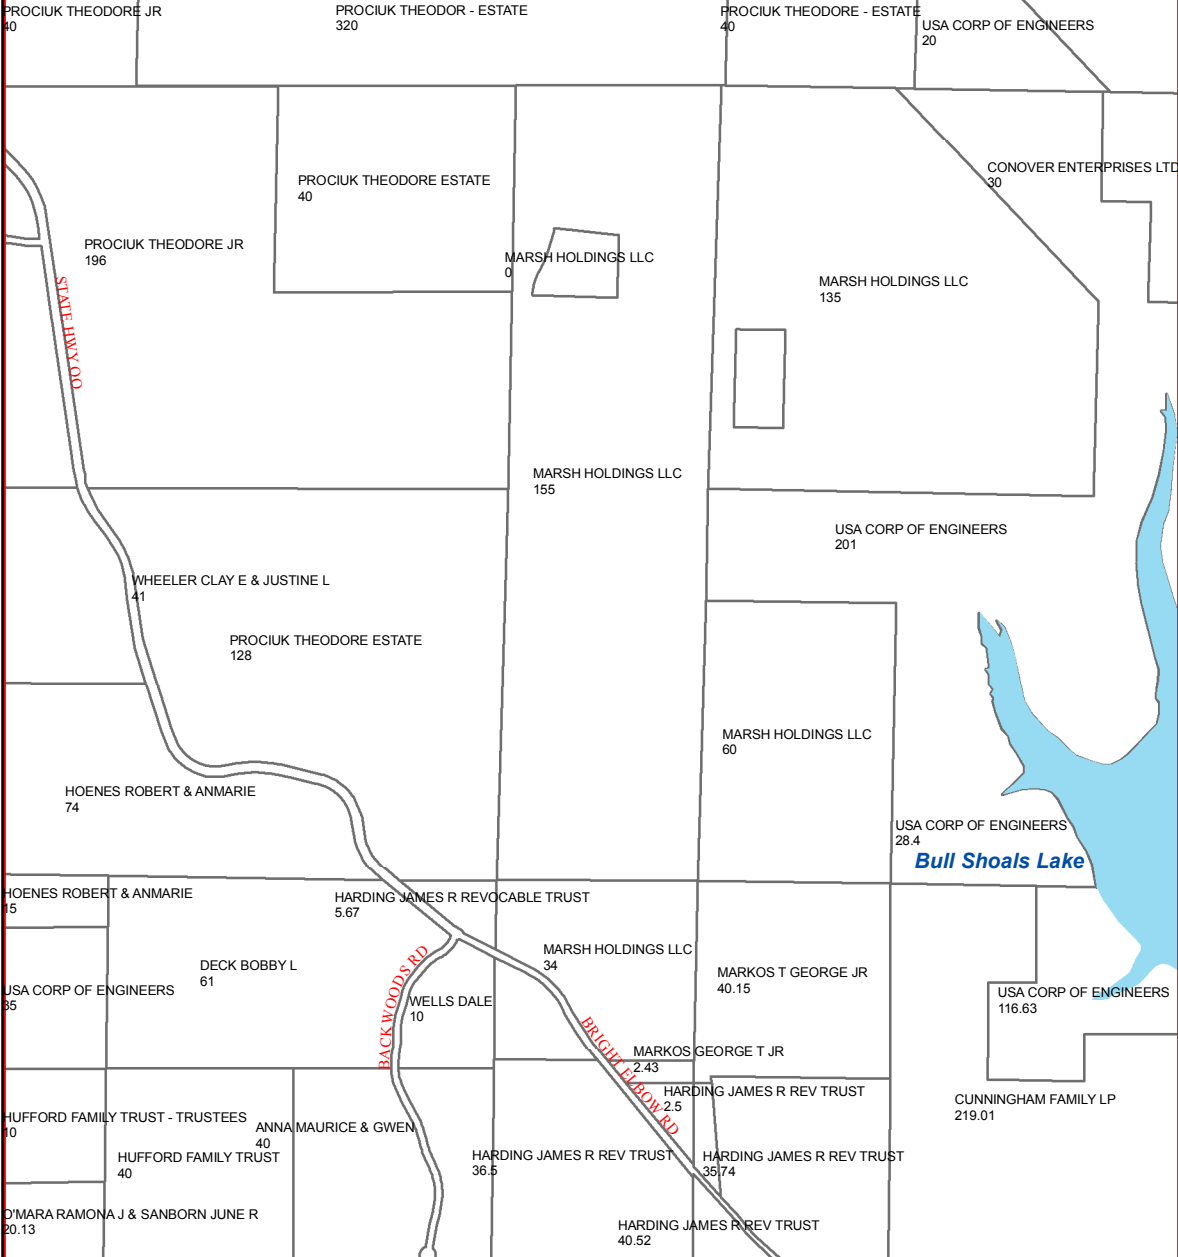 PROCIUK THEODORE JR
40
PROCIUK THEODOR - ESTATE
320
PROCIUK THEODORE - ESTATE
40
USA CORP OF ENGINEERS
20
CONOVER ENTERPRISES LTD
30
PROCIUK THEODORE ESTATE
40
PROCIUK THEODORE JR
196
MARSH HOLDINGS LLC
0
MARSH HOLDINGS LLC
135
STATE HWY OO
MARSH HOLDINGS LLC
155
USA CORP OF ENGINEERS
201
WHEELER CLAY E & JUSTINE L
41
PROCIUK THEODORE ESTATE
128
MARSH HOLDINGS LLC
60
HOENES ROBERT & ANMARIE
74
USA CORP OF ENGINEERS
28.4
Bull Shoals Lake
HOENES ROBERT & ANMARIE
15
HARDING JAMES R REVOCABLE TRUST
5.67
MARSH HOLDINGS LLC
34
DECK BOBBY L
61
MARKOS T GEORGE JR
40.15
USA CORP OF ENGINEERS
35
USA CORP OF ENGINEERS
116.63
BACKWOODS RD
WELLS DALE
10
BRIGHT ELBOW RD
MARKOS GEORGE T JR
2.43
HARDING JAMES R REV TRUST
2.5
CUNNINGHAM FAMILY LP
219.01
HUFFORD FAMILY TRUST - TRUSTEES
10
ANNA MAURICE & GWEN
40
HUFFORD FAMILY TRUST
40
HARDING JAMES R REV TRUST
36.5
HARDING JAMES R REV TRUST
35.74
O'MARA RAMONA J & SANBORN JUNE R
20.13
HARDING JAMES R REV TRUST
40.52